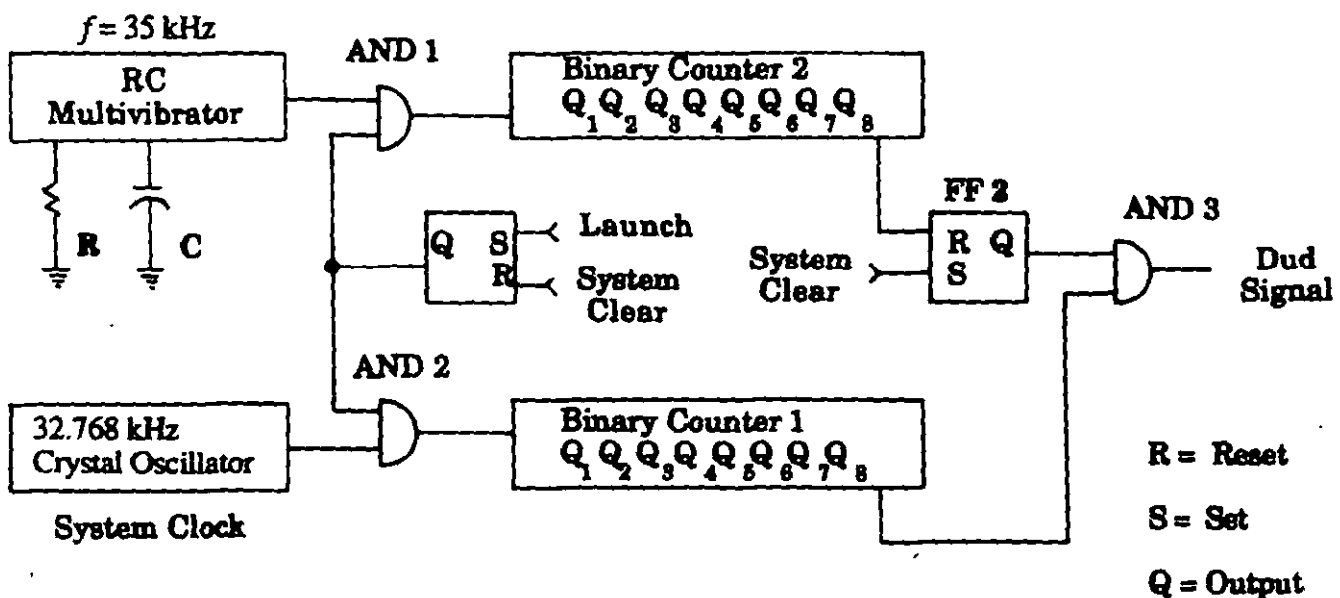 f = 35 kHz
RC
Multivibrator
AND 1
Binary Counter 2
Q1 Q2 Q3 Q4 Q5 Q6 Q7 Q8
R
C
Q S
R
Launch
System
Clear
System
Clear
FF 2
R Q
S
AND 3
Dud
Signal
AND 2
32.768 kHz
Crystal Oscillator
System Clock
Binary Counter 1
Q1 Q2 Q3 Q4 Q5 Q6 Q7 Q8
R = Reset
S = Set
Q = Output